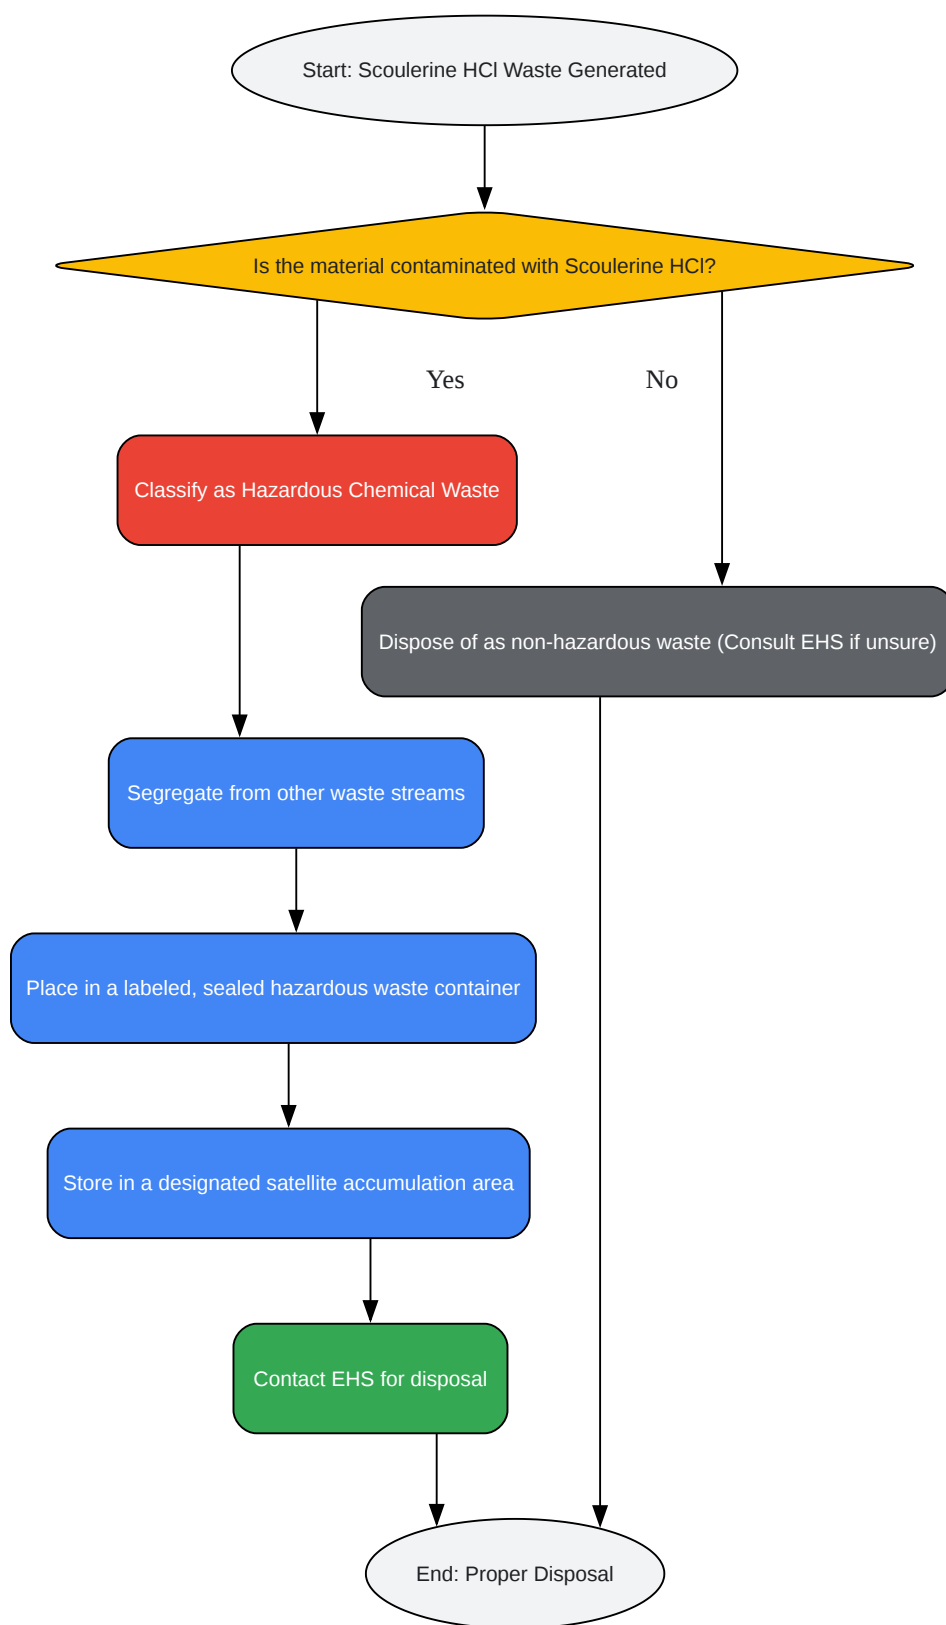 Start: Scoulerine HCl Waste Generated
Is the material contaminated with Scoulerine HCl?
Yes
No
Classify as Hazardous Chemical Waste
Dispose of as non-hazardous waste (Consult EHS if unsure)
Segregate from other waste streams
Place in a labeled, sealed hazardous waste container
Store in a designated satellite accumulation area
Contact EHS for disposal
End: Proper Disposal